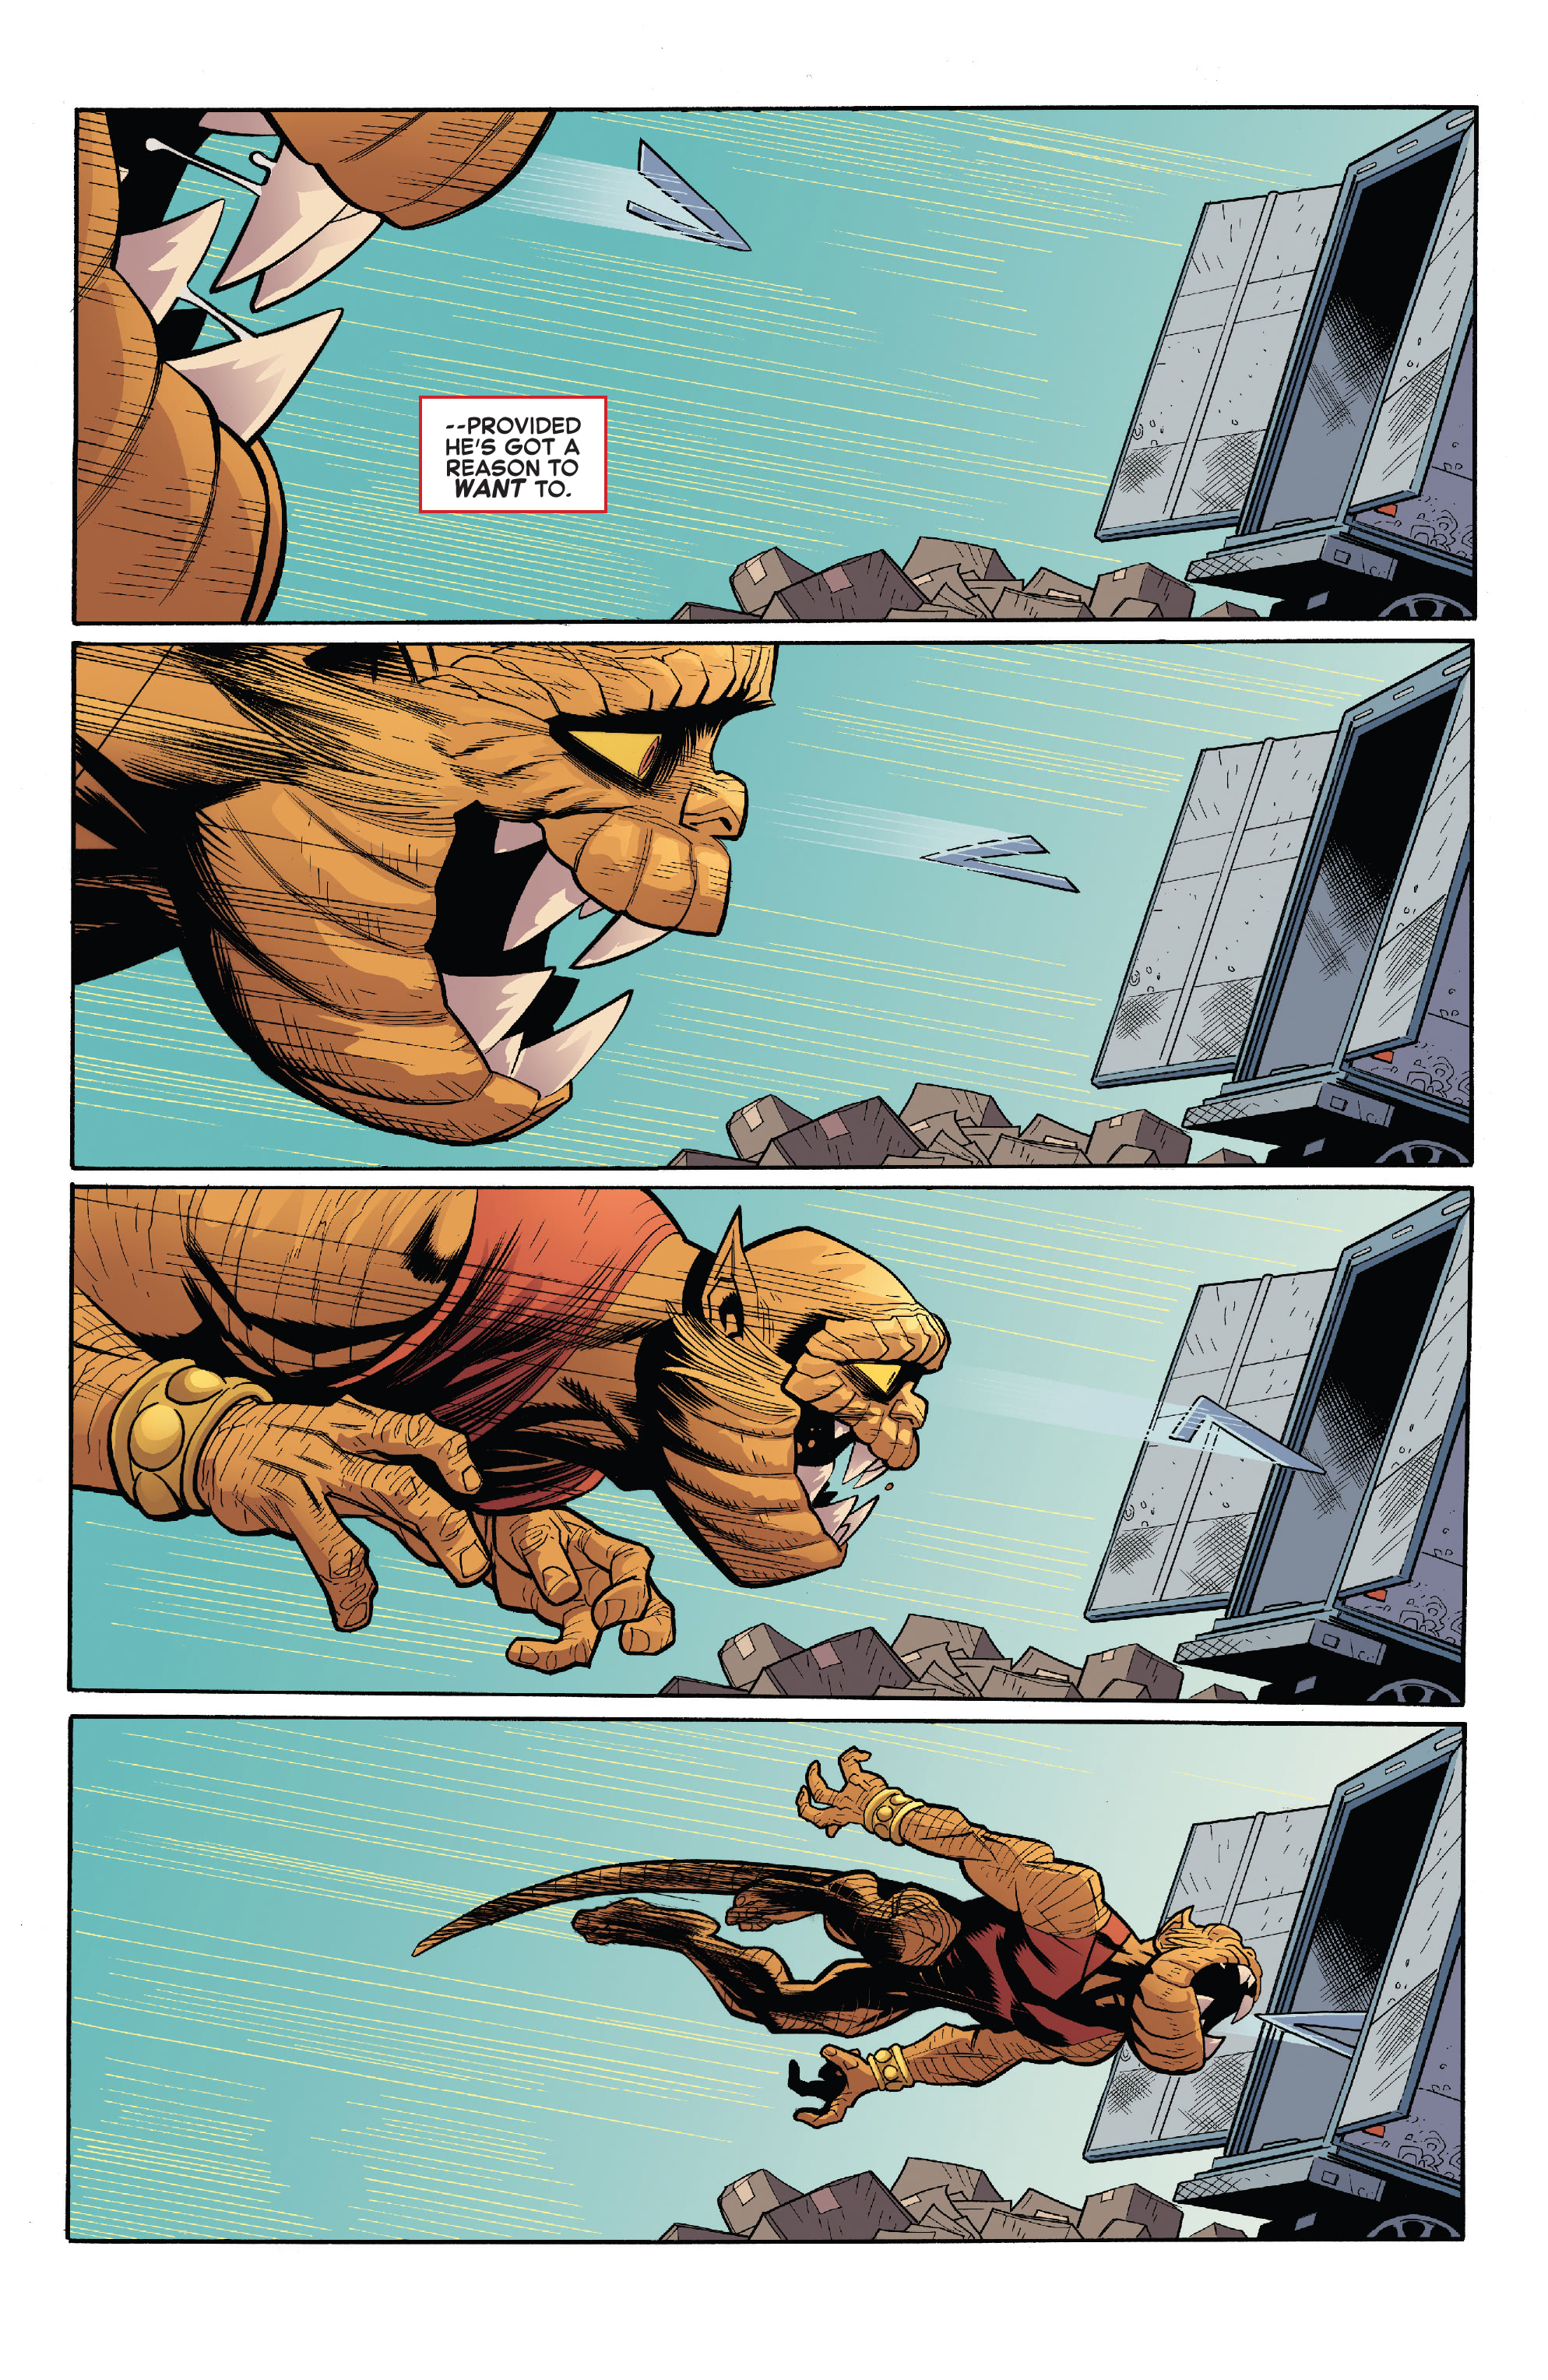 --PROVIDED
HE'S GOT A
REASON TO
WANT TO.